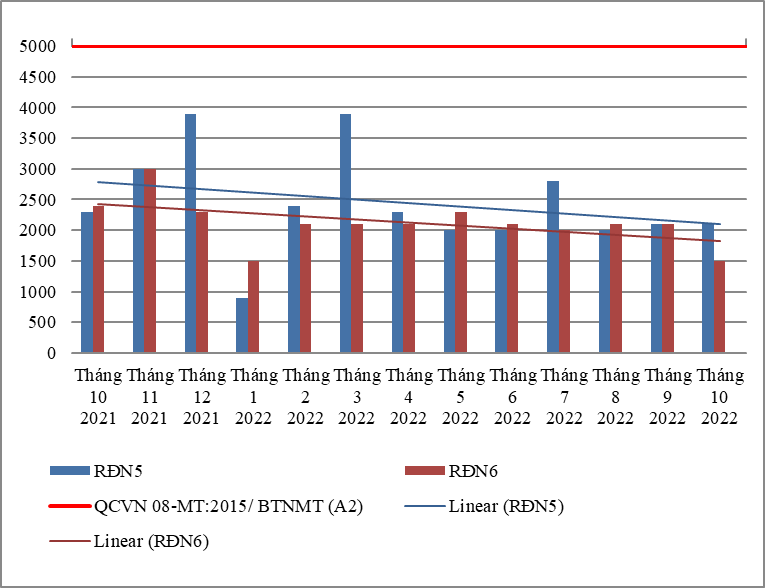 5000
4500
4000
3500
3000
2500
2000
1500
1000
500
0
Tháng 10 2021
Tháng 11 2021
Tháng 12 2021
Tháng 1 2022
Tháng 2 2022
Tháng 3 2022
Tháng 4 2022
Tháng 5 2022
Tháng 6 2022
Tháng 7 2022
Tháng 8 2022
Tháng 9 2022
Tháng 10 2022
RĐN5
RĐN6
QCVN 08-MT:2015/ BTNMT (A2)
Linear (RĐN5)
Linear (RĐN6)